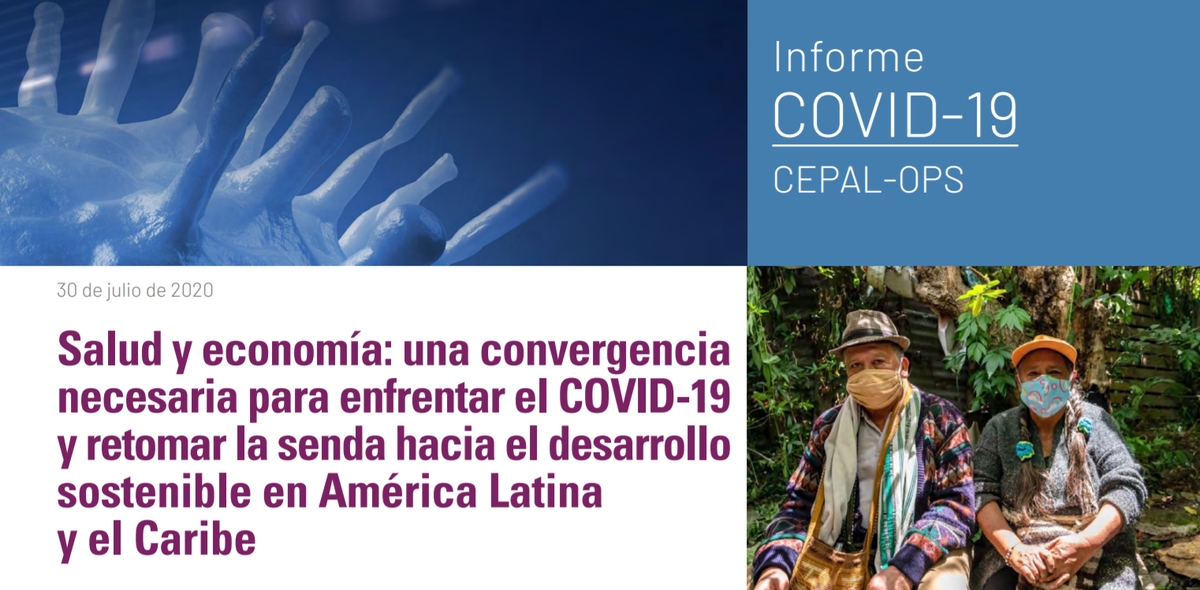 Informe
COVID-19
CEPAL-OPS
30 de julio de 2020
Salud y economía: una convergencia
necesaria para enfrentar el COVID-19
y retomar la senda hacia el desarrollo
sostenible en América Latina
y el Caribe